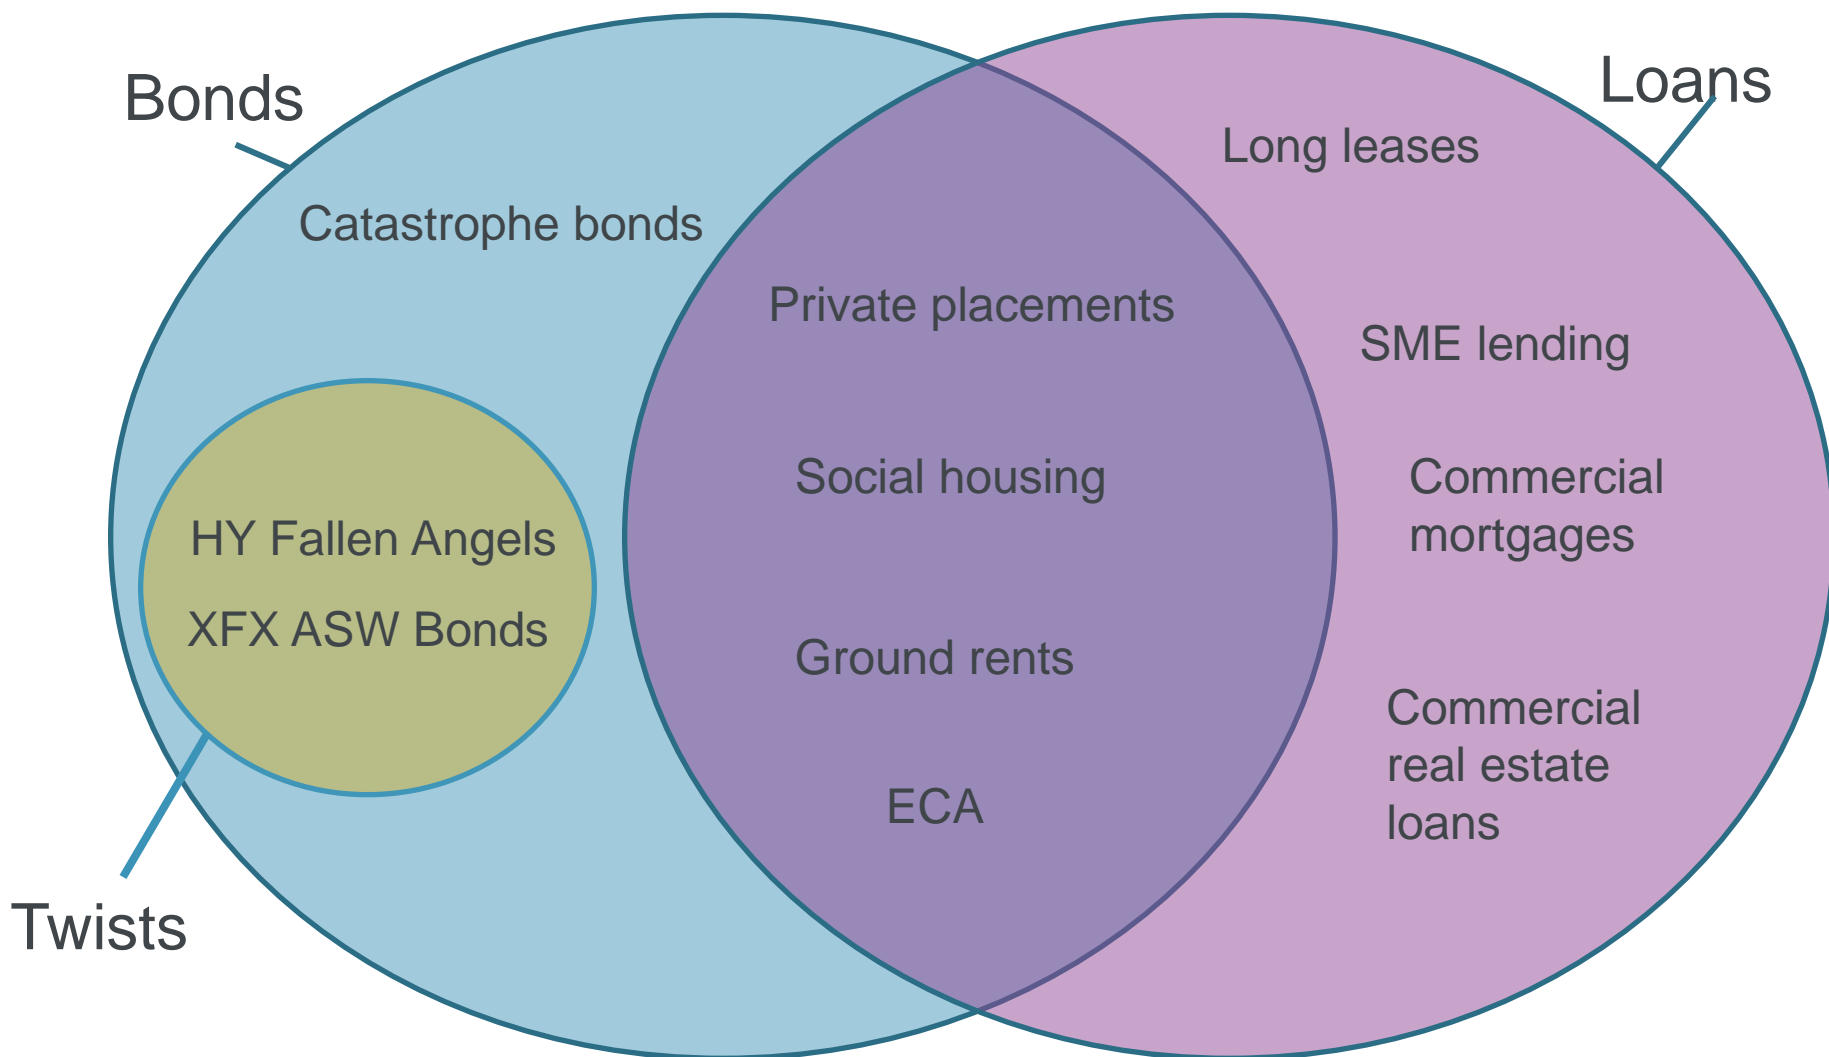 Bonds
Loans
Long leases
Catastrophe bonds
Private placements
SME lending
Social housing
Commercial
mortgages
HY Fallen Angels
XFX ASW Bonds
Ground rents
Commercial
real estate
loans
ECA
Twists